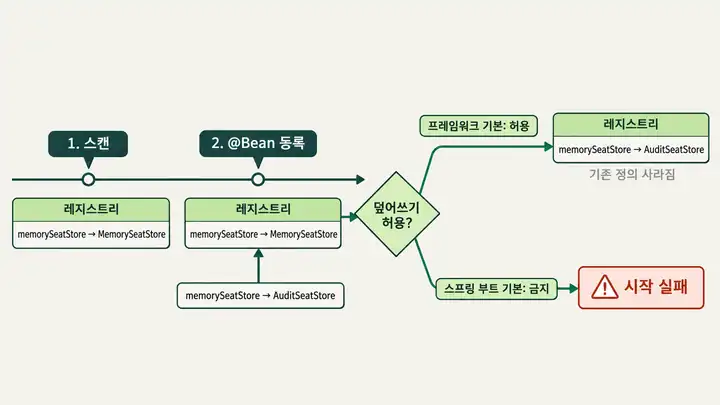 1. 스캔
2. @Bean 동록
레지스트리
memorySeatStore → MemorySeatStore
레지스트리
memorySeatStore → MemorySeatStore
memorySeatStore → AuditSeatStore
덮어쓰기
허용?
프레임워크 기본: 허용
레지스트리
memorySeatStore → AuditSeatStore
기존 정의 사라짐
스프링 부트 기본: 금지
시작 실패